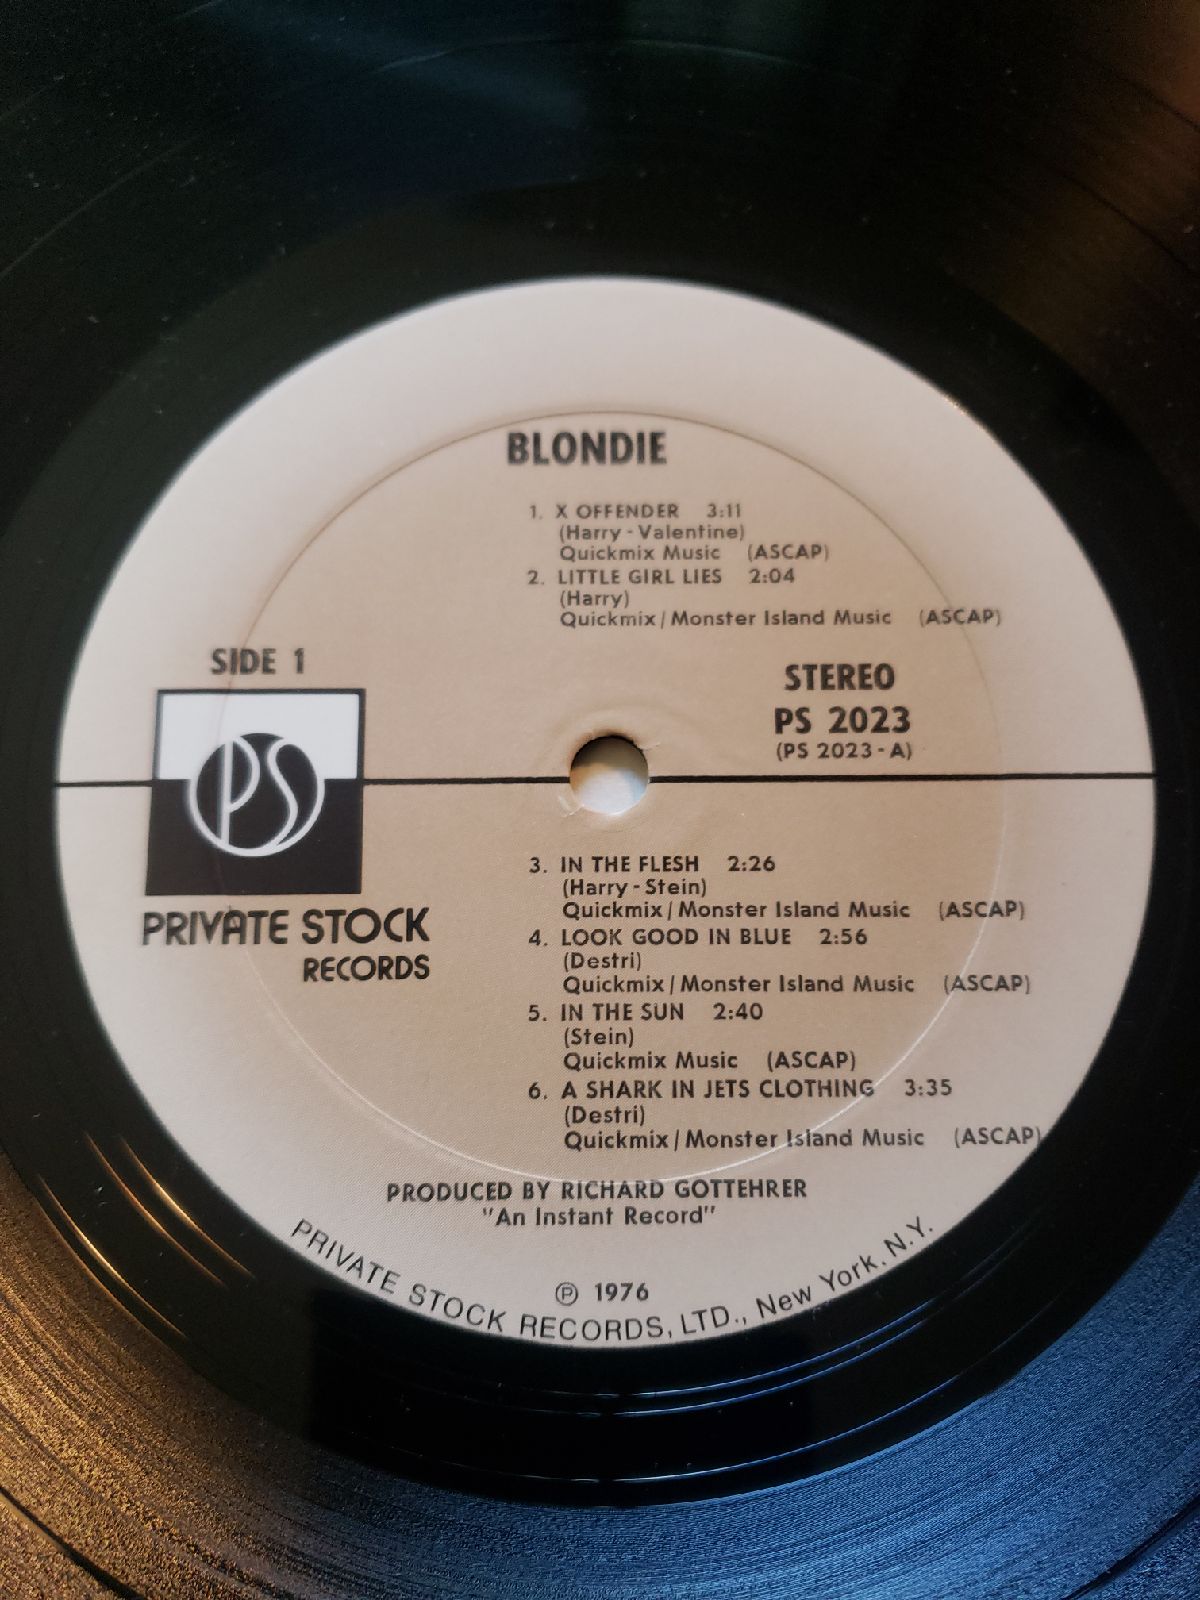 BLONDIE
1. X OFFENDER 3:11
(Harry - Valentine)
Quickmix Music (ASCAP)
2. LITTLE GIRL LIES 2:04
(Harry)
Quickmix / Monster Island Music (ASCAP)
SIDE 1
STEREO
PS 2023
(PS 2023 - A)
PS
PRIVATE STOCK
RECORDS
3. IN THE FLESH 2:26
(Harry - Stein)
Quickmix / Monster Island Music (ASCAP)
4. LOOK GOOD IN BLUE 2:56
(Destri)
Quickmix / Monster Island Music (ASCAP)
5. IN THE SUN 2:40
(Stein)
Quickmix Music (ASCAP)
6. A SHARK IN JETS CLOTHING 3:35
(Destri)
Quickmix / Monster Island Music (ASCAP)
PRODUCED BY RICHARD GOTTEHRER
"An Instant Record"
℗ 1976
PRIVATE STOCK RECORDS, LTD., New York, N.Y.